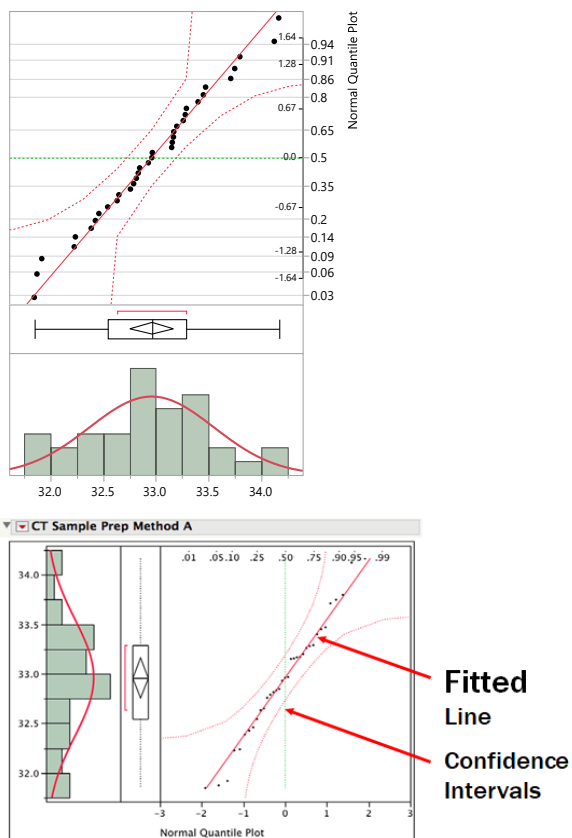 1.64
0.94
0.91
1.28
0.86
0.8
0.67
0.65
0.0
0.5
0.35
-0.67
0.2
0.14
-1.28
0.09
0.06
-1.64
0.03
Normal Quantile Plot
32.0 32.5 33.0 33.5 34.0
CT Sample Prep Method A
.01 .05 .10 .25 .50 .75 .90 .95 .99
34.0
33.5
33.0
32.5
32.0
-3 -2 -1 0 1 2 3
Normal Quantile Plot
Fitted
Line
Confidence
Intervals